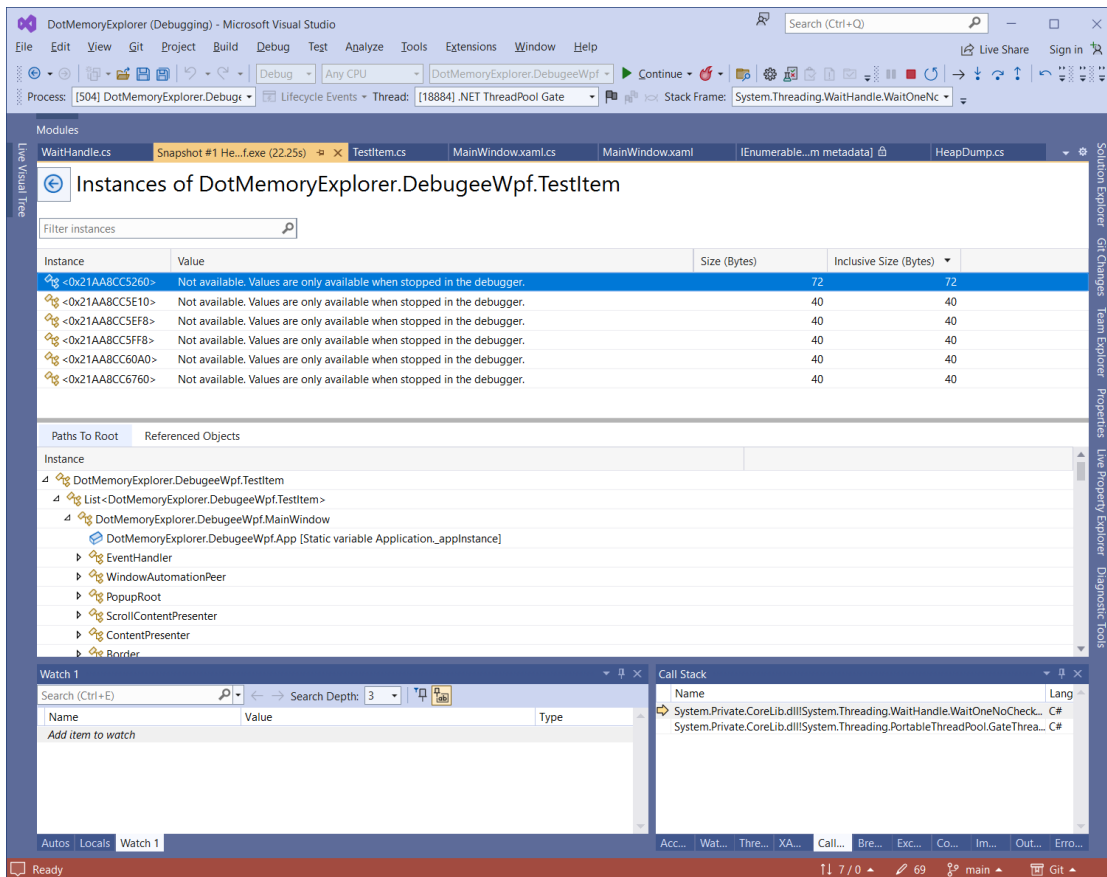 DotMemoryExplorer (Debugging) - Microsoft Visual Studio
Search (Ctrl+Q)
File Edit View Git Project Build Debug Test Analyze Tools Extensions Window Help
Live Share Sign in
Debug Any CPU DotMemoryExplorer.DebugeeWpf Continue
Process: [504] DotMemoryExplorer.Debuge Lifecycle Events Thread: [18884] .NET ThreadPool Gate Stack Frame: System.Threading.WaitHandle.WaitOneNc
Modules
WaitHandle.cs Snapshot #1 He...f.exe (22.25s) TestItem.cs MainWindow.xaml.cs MainWindow.xaml IEnumerable...m metadata] HeapDump.cs
Live Visual Tree
Instances of DotMemoryExplorer.DebugeeWpf.TestItem
Filter instances
Instance Value Size (Bytes) Inclusive Size (Bytes)
<0x21AA8CC5260> Not available. Values are only available when stopped in the debugger. 72 72
<0x21AA8CC5E10> Not available. Values are only available when stopped in the debugger. 40 40
<0x21AA8CC5EF8> Not available. Values are only available when stopped in the debugger. 40 40
<0x21AA8CC5FF8> Not available. Values are only available when stopped in the debugger. 40 40
<0x21AA8CC60A0> Not available. Values are only available when stopped in the debugger. 40 40
<0x21AA8CC6760> Not available. Values are only available when stopped in the debugger. 40 40
Paths To Root Referenced Objects
Instance
DotMemoryExplorer.DebugeeWpf.TestItem
List<DotMemoryExplorer.DebugeeWpf.TestItem>
DotMemoryExplorer.DebugeeWpf.MainWindow
DotMemoryExplorer.DebugeeWpf.App [Static variable Application._appInstance]
EventHandler
WindowAutomationPeer
PopupRoot
ScrollContentPresenter
ContentPresenter
Border
Solution Explorer
Git Changes
Team Explorer
Properties
Live Property Explorer
Diagnostic Tools
Watch 1
Search (Ctrl+E) Search Depth: 3
Name Value Type
Add item to watch
Autos Locals Watch 1
Call Stack
Name Lang
System.Private.CoreLib.dll!System.Threading.WaitHandle.WaitOneNoCheck... C#
System.Private.CoreLib.dll!System.Threading.PortableThreadPool.GateThrea... C#
Acc... Wat... Thre... XA... Call... Bre... Exc... Co... Im... Out... Erro...
Ready 7 / 0 69 main Git